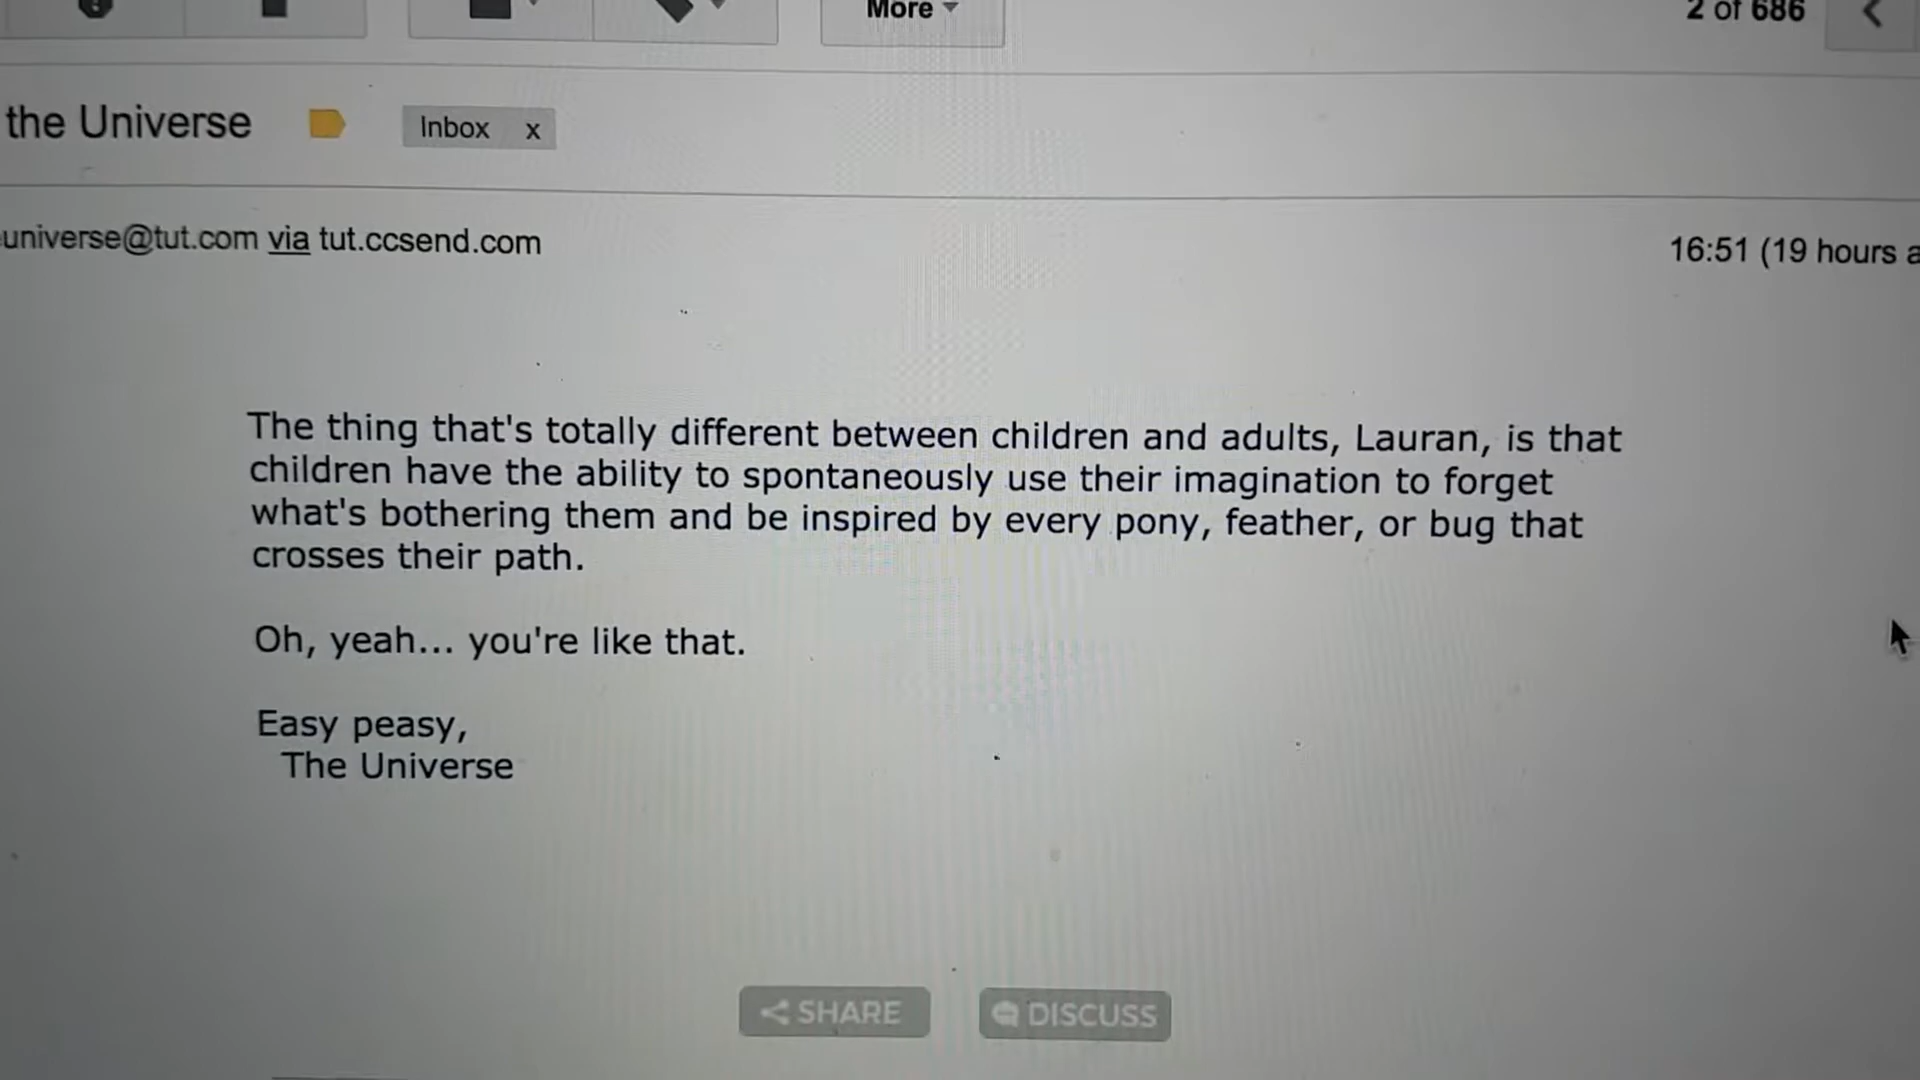 More
2 of 686
the Universe
Inbox x
universe@tut.com via tut.ccsend.com
16:51 (19 hours a
The thing that's totally different between children and adults, Lauran, is that
children have the ability to spontaneously use their imagination to forget
what's bothering them and be inspired by every pony, feather, or bug that
crosses their path.
Oh, yeah... you're like that.
Easy peasy,
The Universe
SHARE
DISCUSS